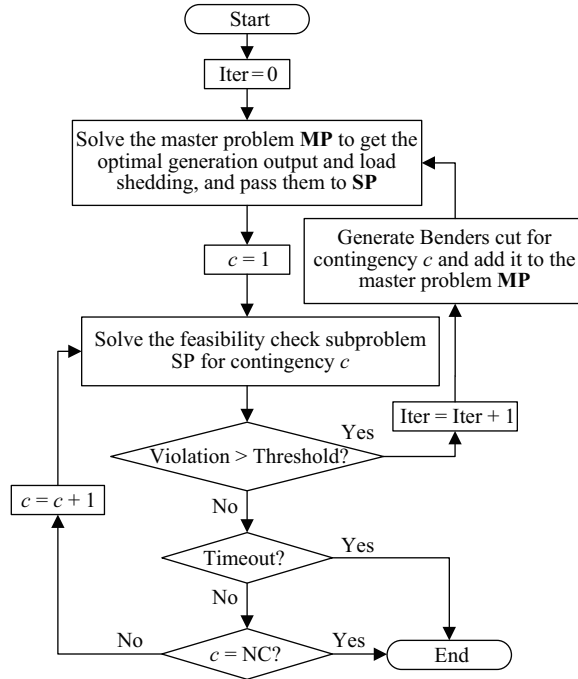 Start
Iter = 0
Solve the master problem MP to get the
optimal generation output and load
shedding, and pass them to SP
Generate Benders cut for
contingency c and add it to the
master problem MP
c = 1
Solve the feasibility check subproblem
SP for contingency c
Iter = Iter + 1
Yes
Violation > Threshold?
c = c + 1
No
Timeout?
Yes
No
No
c = NC?
Yes
End